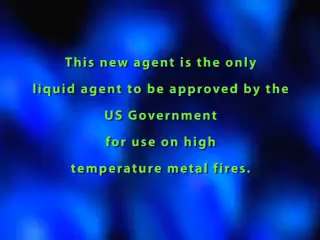 This new agent is the only
liquid agent to be approved by the
US Government
for use on high
temperature metal fires.